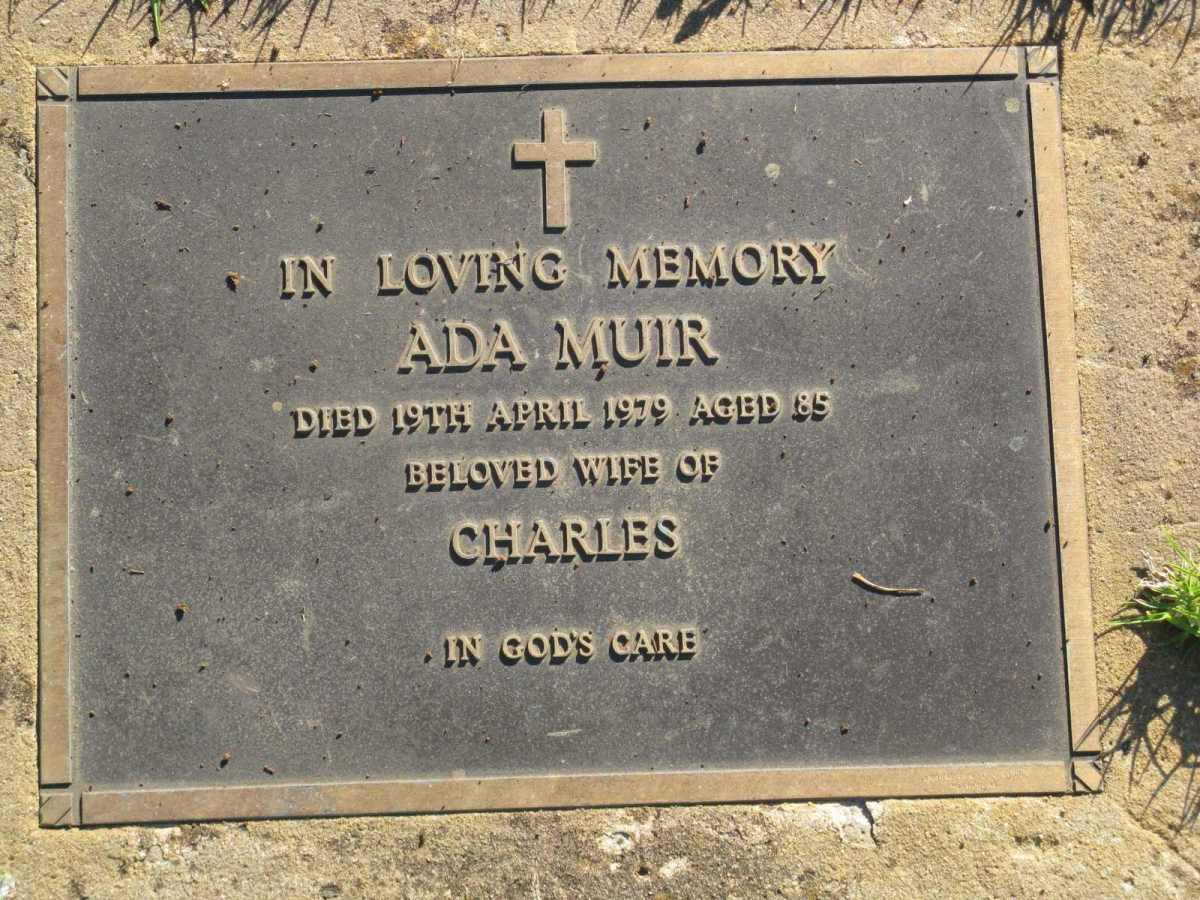 IN LOVING MEMORY
ADA MUIR
DIED 19TH APRIL 1979 AGED 85
BELOVED WIFE OF
CHARLES
IN GOD'S CARE